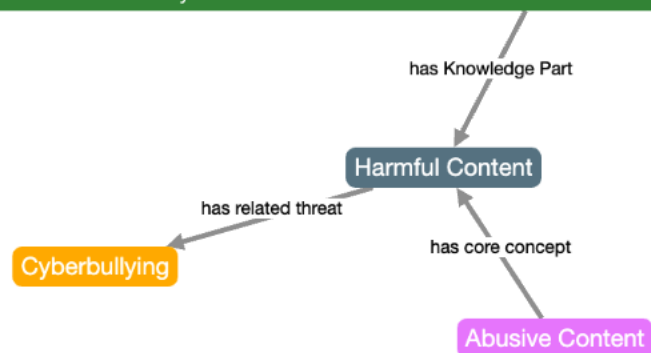 has Knowledge Part
Harmful Content
has related threat
has core concept
Cyberbullying
Abusive Content